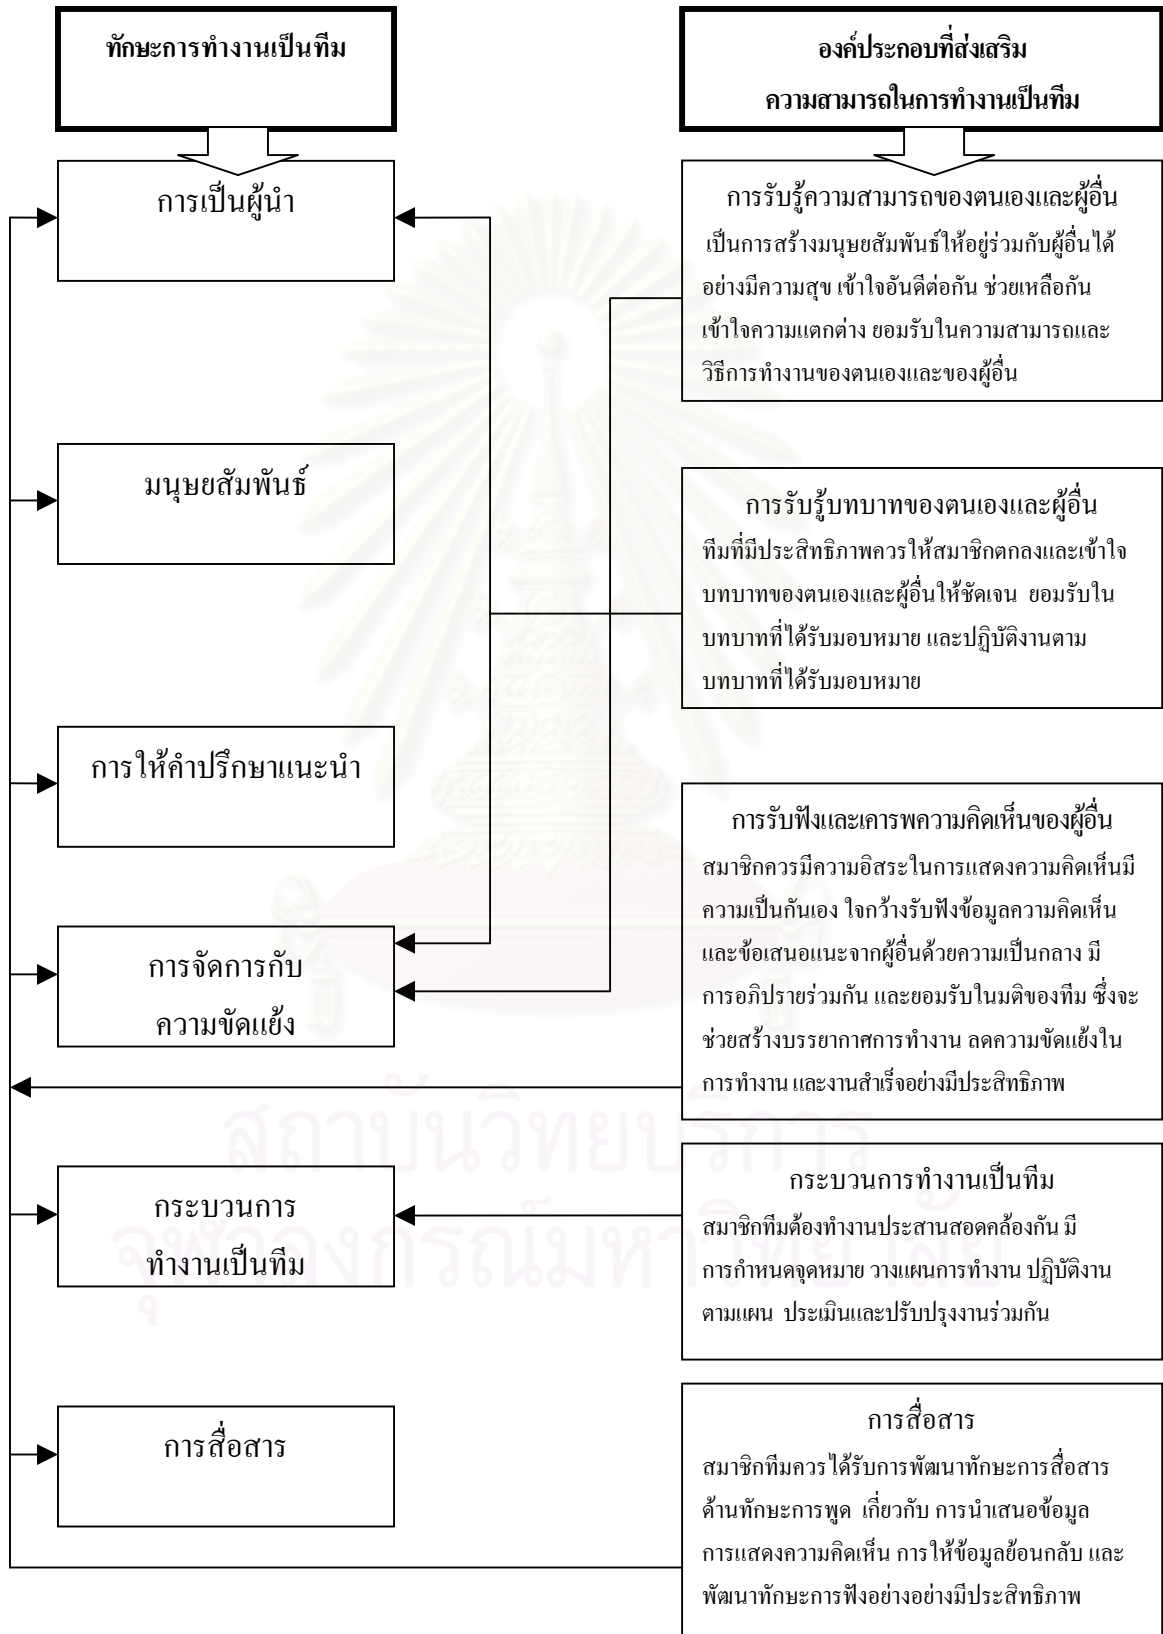 ทักษะการทำงานเป็นทีม
การเป็นผู้นำ
มนุษยสัมพันธ์
การให้คำปรึกษาแนะนำ
การจัดการกับ
ความขัดแย้ง
กระบวนการ
ทำงานเป็นทีม
การสื่อสาร
องค์ประกอบที่ส่งเสริม
ความสามารถในการทำงานเป็นทีม
การรับรู้ความสามารถของตนเองและผู้อื่น
เป็นการสร้างมนุษยสัมพันธ์ให้อยู่ร่วมกับผู้อื่นได้
อย่างมีความสุข เข้าใจอันดีต่อกัน ช่วยเหลือกัน
เข้าใจความแตกต่าง ยอมรับในความสามารถและ
วิธีการทำงานของตนเองและของผู้อื่น
การรับรู้บทบาทของตนเองและผู้อื่น
ทีมที่มีประสิทธิภาพควรให้สมาชิกตกลงและเข้าใจ
บทบาทของตนเองและผู้อื่นให้ชัดเจน ยอมรับใน
บทบาทที่ได้รับมอบหมาย และปฏิบัติงานตาม
บทบาทที่ได้รับมอบหมาย
การรับฟังและเคารพความคิดเห็นของผู้อื่น
สมาชิกควรมีความอิสระในการแสดงความคิดเห็นมี
ความเป็นกันเอง ใจกว้างรับฟังข้อมูลความคิดเห็น
และข้อเสนอแนะจากผู้อื่นด้วยความเป็นกลาง มี
การอภิปรายร่วมกัน และยอมรับในมติของทีม ซึ่งจะ
ช่วยสร้างบรรยากาศการทำงาน ลดความขัดแย้งใน
การทำงาน และงานสำเร็จอย่างมีประสิทธิภาพ
กระบวนการทำงานเป็นทีม
สมาชิกทีมต้องทำงานประสานสอดคล้องกัน มี
การกำหนดจุดหมาย วางแผนการทำงาน ปฏิบัติงาน
ตามแผน ประเมินและปรับปรุงงานร่วมกัน
การสื่อสาร
สมาชิกทีมควรได้รับการพัฒนาทักษะการสื่อสาร
ด้านทักษะการพูด เกี่ยวกับ การนำเสนอข้อมูล
การแสดงความคิดเห็น การให้ข้อมูลย้อนกลับ และ
พัฒนาทักษะการฟังอย่างอย่างมีประสิทธิภาพ
สถาบันวิทยบริการ
จุฬาลงกรณ์มหาวิทยาลัย